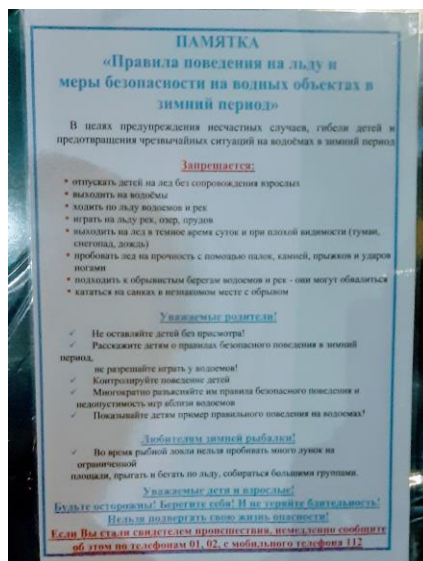 ПАМЯТКА
«Правила поведения на льду и
меры безопасности на водных объектах в
зимний период»
В целях предупреждения несчастных случаев, гибели детей и
предотвращения чрезвычайных ситуаций на водоёмах в зимний период
Запрещается:
• отпускать детей на лед без сопровождения взрослых
• выходить на водоёмы
• ходить по льду водоемов и рек
• играть на льду рек, озер, прудов
• выходить на лед в темное время суток и при плохой видимости (туман,
снегопад, дождь)
• пробовать лед на прочность с помощью палок, камней, прыжков и ударов
ногами
• подходить к обрывистым берегам водоемов и рек - они могут обвалиться
• кататься на санках в незнакомом месте с обрывом
Уважаемые родители!
✓ Не оставляйте детей без присмотра!
✓ Расскажите детям о правилах безопасного поведения в зимний
период,
не разрешайте играть у водоемов!
✓ Контролируйте поведение детей
✓ Многократно разъясняйте им правила безопасного поведения и
недопустимость игр вблизи водоемов
✓ Показывайте детям пример правильного поведения на водоемах!
Любителям зимней рыбалки!
✓ Во время рыбной ловли нельзя пробивать много лунок на
ограниченной
площади, прыгать и бегать по льду, собираться большими группами.
Уважаемые дети и взрослые!
Будьте осторожны! Берегите себя! И не теряйте бдительность!
Нельзя подвергать свою жизнь опасности!
Если Вы стали свидетелем происшествия, немедленно сообщите
об этом по телефонам 01, 02, с мобильного телефона 112